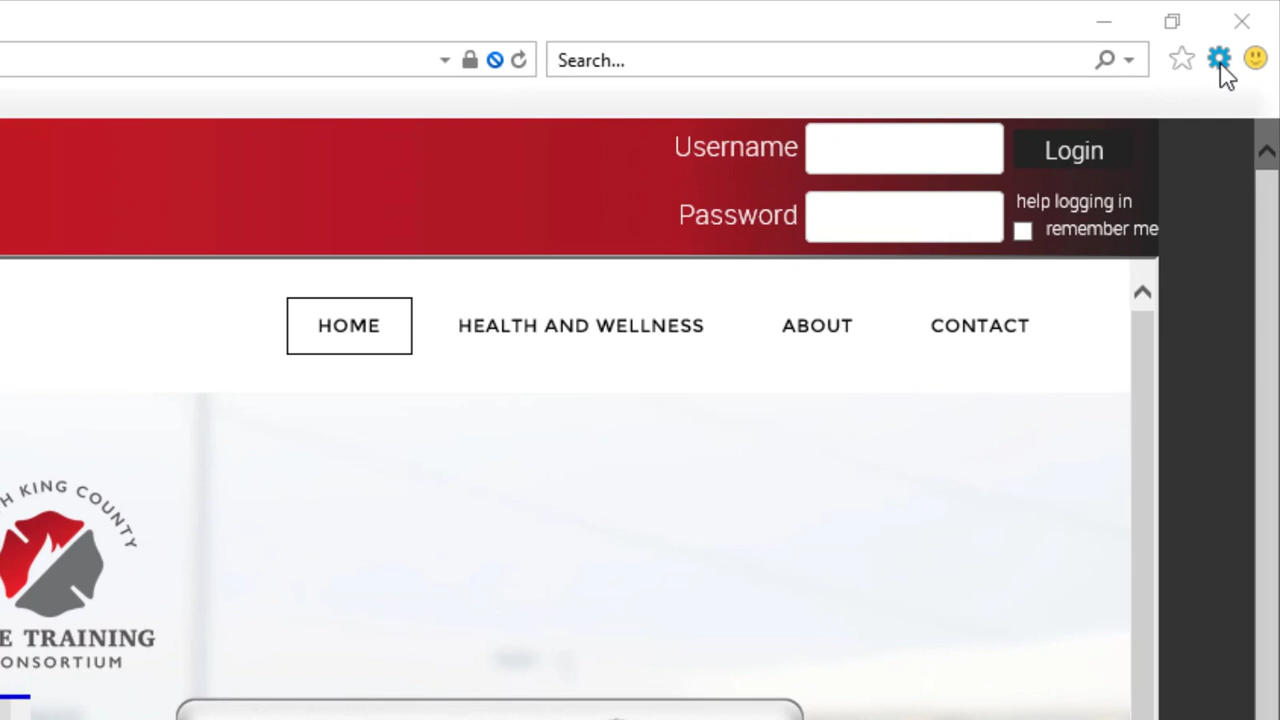 Search...
Username
Login
Password
help logging in
remember me
HOME HEALTH AND WELLNESS ABOUT CONTACT
H KING COUNTY
E TRAINING
ONSORTIUM